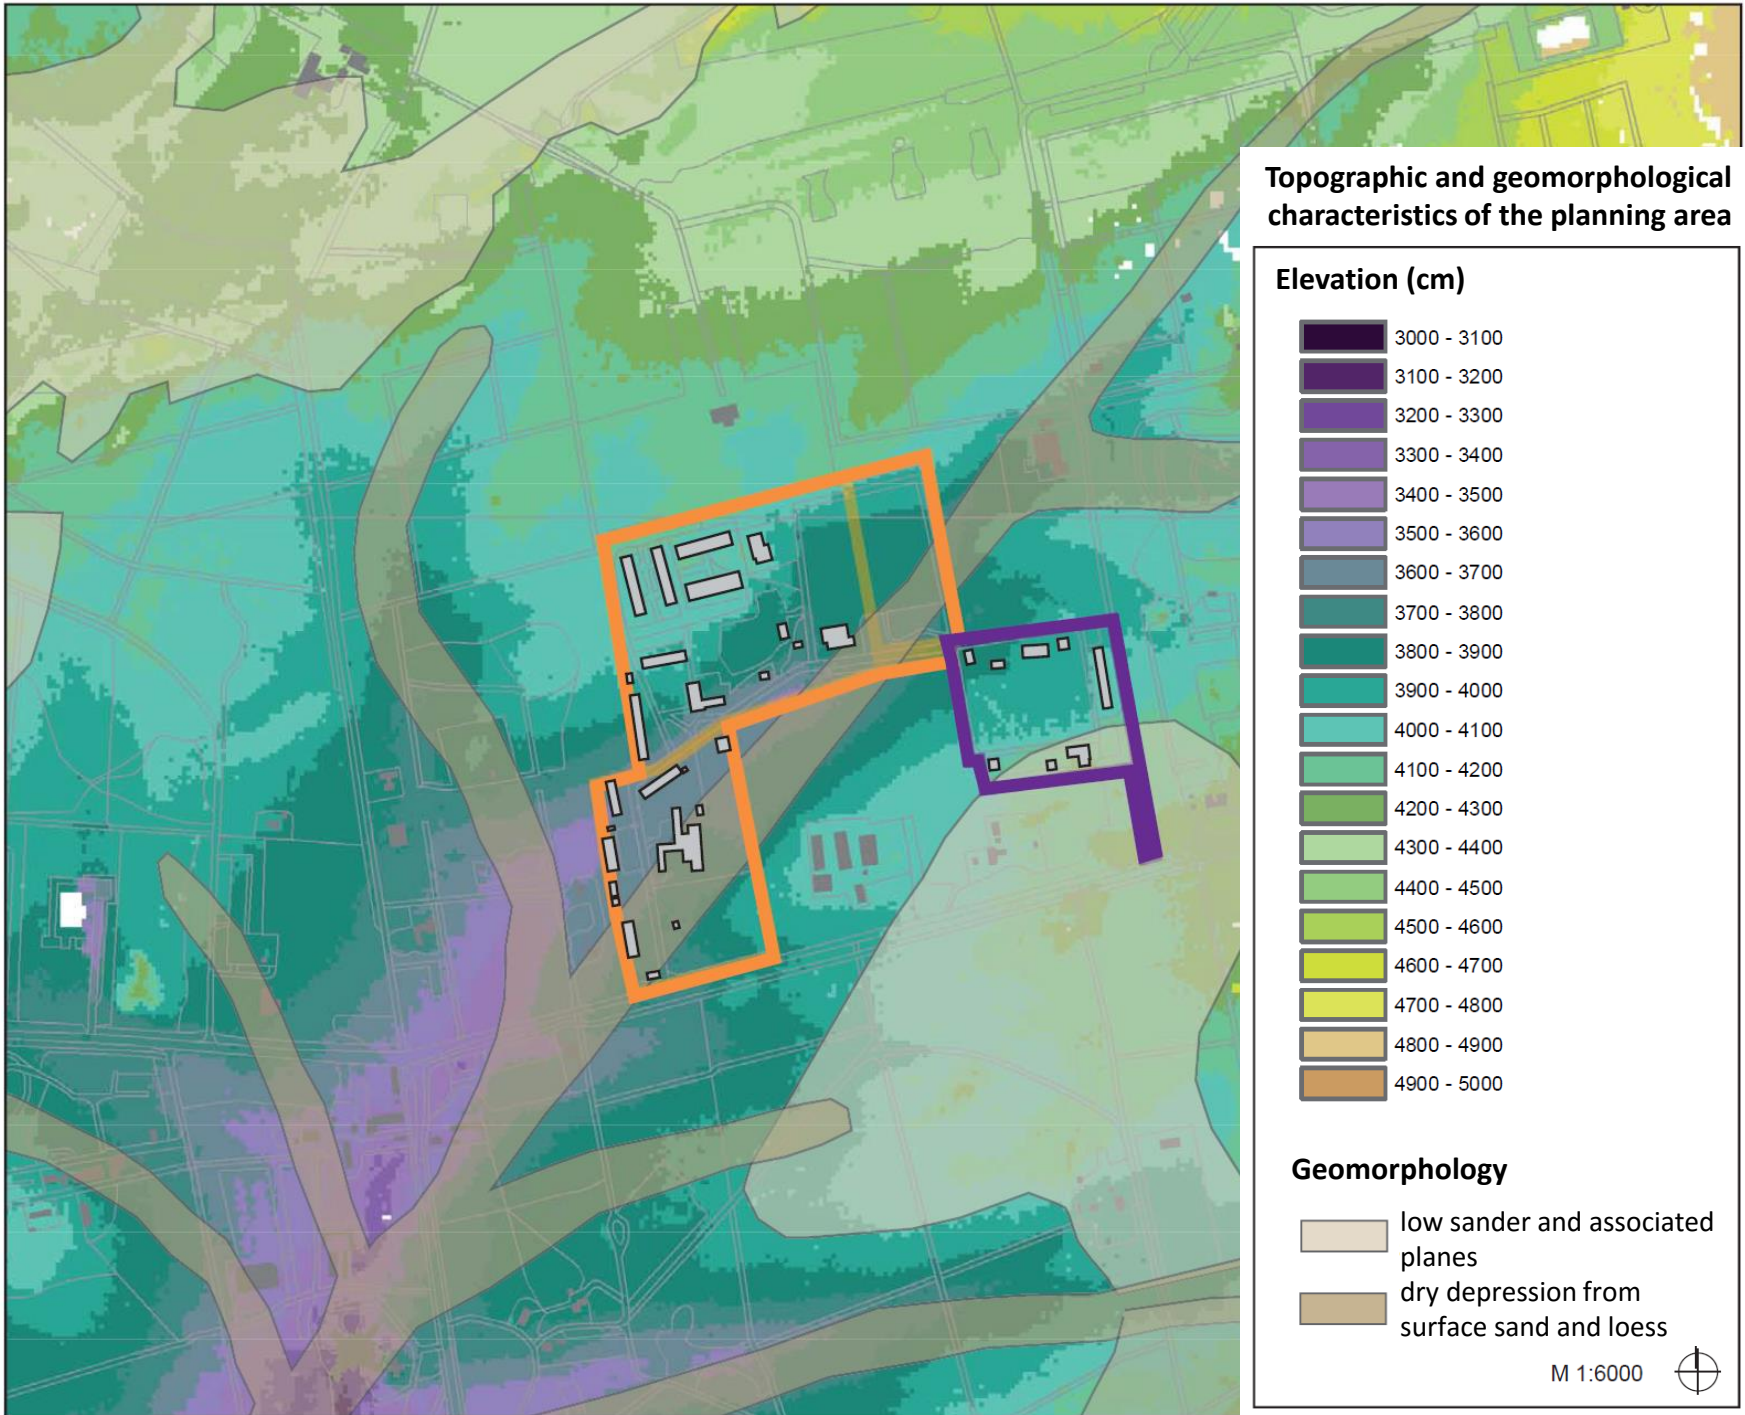 Topographic and geomorphological
characteristics of the planning area
Elevation (cm)
3000 - 3100
3100 - 3200
3200 - 3300
3300 - 3400
3400 - 3500
3500 - 3600
3600 - 3700
3700 - 3800
3800 - 3900
3900 - 4000
4000 - 4100
4100 - 4200
4200 - 4300
4300 - 4400
4400 - 4500
4500 - 4600
4600 - 4700
4700 - 4800
4800 - 4900
4900 - 5000
Geomorphology
low sander and associated
planes
dry depression from
surface sand and loess
M 1:6000